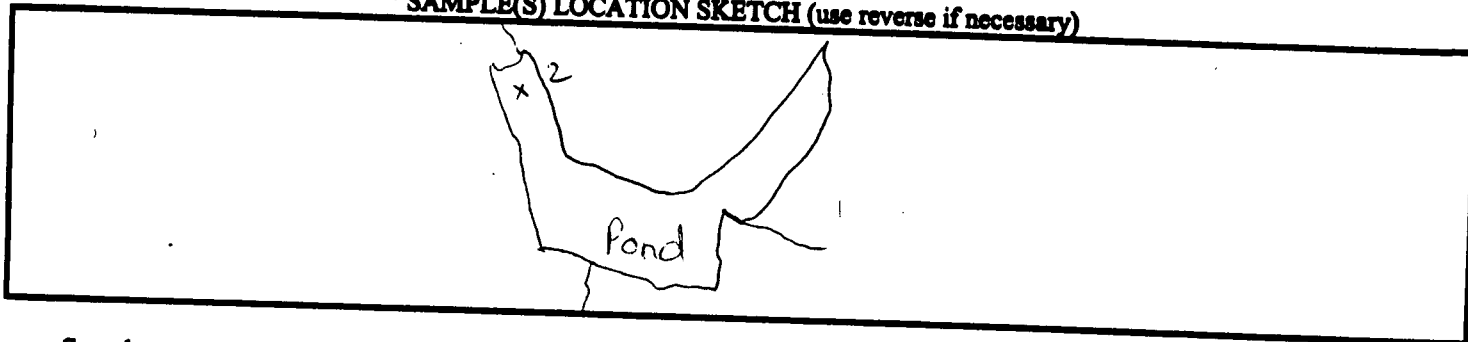 SAMPLE(S) LOCATION SKETCH (use reverse if necessary)
x 2
Pond